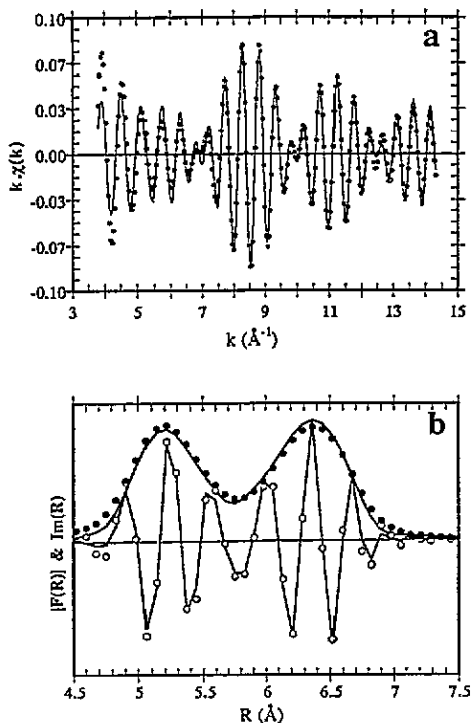 a
0.10
0.07
0.03
0.00
-0.03
-0.07
-0.10
k χ(k)
3 5 7 9 11 13 15
k (Å⁻¹)
b
|F(R)| & Im(R)
4.5 5 5.5 6 6.5 7 7.5
R (Å)